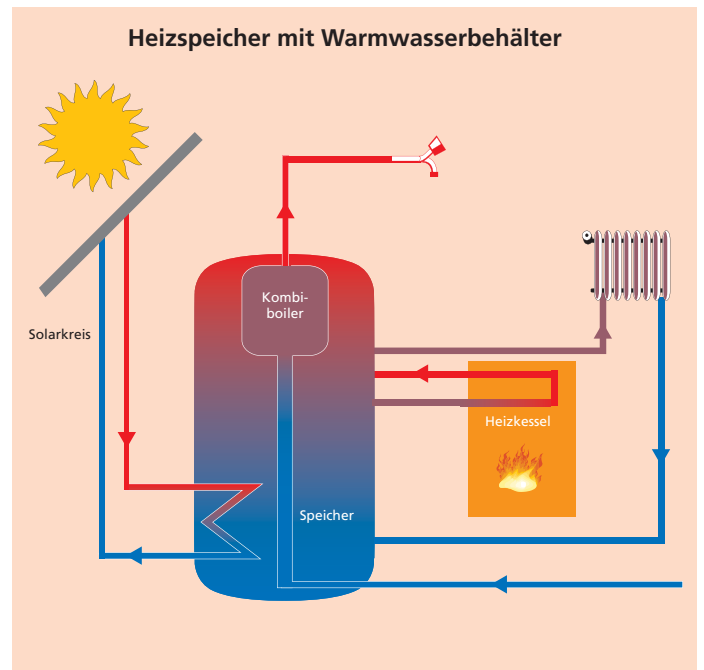 Heizspeicher mit Warmwasserbehälter
Kombi-
boiler
Solarkreis
Heizkessel
Speicher